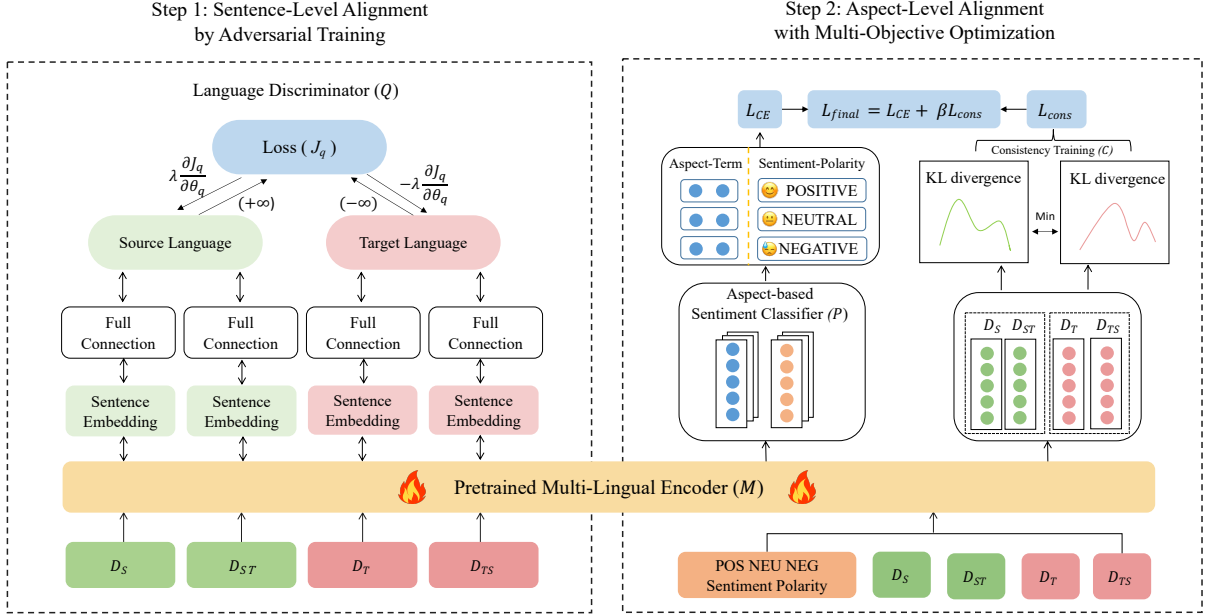 Step 1: Sentence-Level Alignment
by Adversarial Training
Language Discriminator (Q)
Loss ( J_q )
λ ∂J_q/∂θ_q
(+∞)
(−∞)
−λ ∂J_q/∂θ_q
Source Language
Target Language
Full
Connection
Full
Connection
Full
Connection
Full
Connection
Sentence
Embedding
Sentence
Embedding
Sentence
Embedding
Sentence
Embedding
Pretrained Multi-Lingual Encoder (M)
D_S
D_ST
D_T
D_TS
Step 2: Aspect-Level Alignment
with Multi-Objective Optimization
L_CE
L_final = L_CE + βL_cons
L_cons
Consistency Training (C)
Aspect-Term
Sentiment-Polarity
POSITIVE
NEUTRAL
NEGATIVE
KL divergence
Min
KL divergence
Aspect-based
Sentiment Classifier (P)
D_S
D_ST
D_T
D_TS
POS NEU NEG
Sentiment Polarity
D_S
D_ST
D_T
D_TS